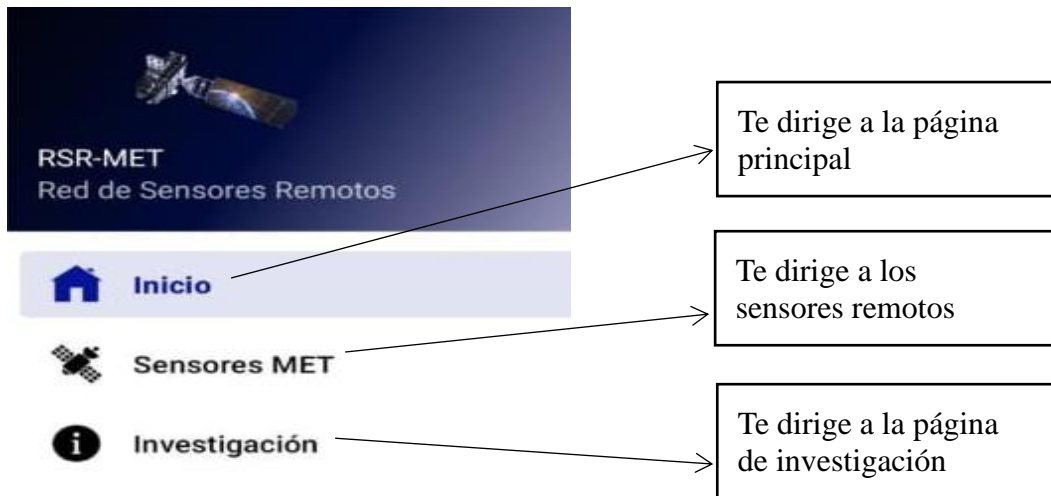 RSR-MET
Red de Sensores Remotos
Inicio
Sensores MET
Investigación
Te dirige a la página
principal
Te dirige a los
sensores remotos
Te dirige a la página
de investigación